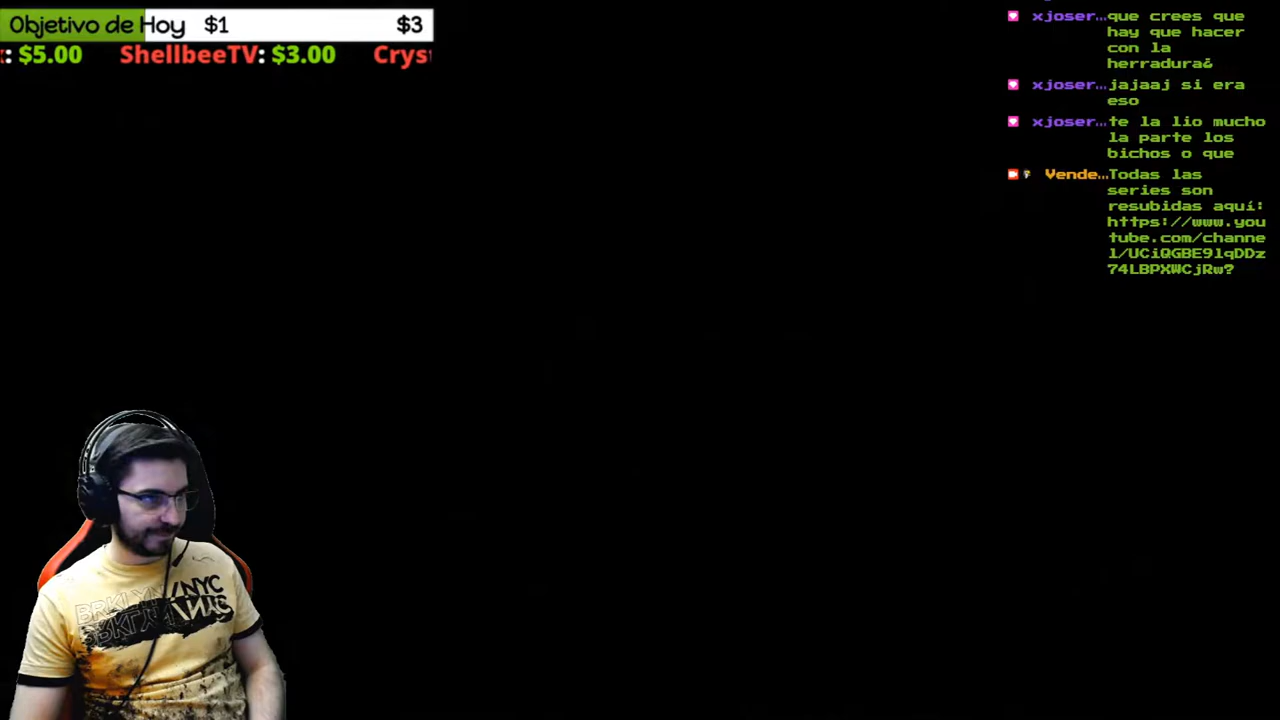 Objetivo de Hoy $1 $3
: $5.00 ShellbeeTV: $3.00 Crys
xjoser... que crees que
hay que hacer
con la
herradura¿
xjoser... jajaaj si era
eso
xjoser... te la lio mucho
la parte los
bichos o que
Vende... Todas las
series son
resubidas aquí:
https://www.you
tube.com/channe
l/UCiQGBE9lqDDz
74LBPXWCjRw?
BRKLYN/NYC